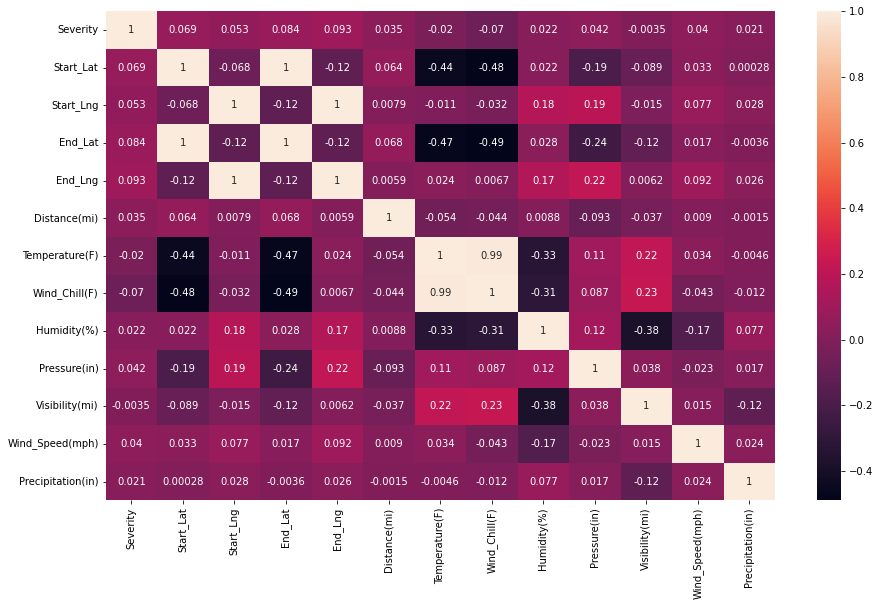 Severity 1 0.069 0.053 0.084 0.093 0.035 -0.02 -0.07 0.022 0.042 -0.0035 0.04 0.021
Start_Lat 0.069 1 -0.068 1 -0.12 0.064 -0.44 -0.48 0.022 -0.19 -0.089 0.033 0.00028
Start_Lng 0.053 -0.068 1 -0.12 1 0.0079 -0.011 -0.032 0.18 0.19 -0.015 0.077 0.028
End_Lat 0.084 1 -0.12 1 -0.12 0.068 -0.47 -0.49 0.028 -0.24 -0.12 0.017 -0.0036
End_Lng 0.093 -0.12 1 -0.12 1 0.0059 0.024 0.0067 0.17 0.22 0.0062 0.092 0.026
Distance(mi) 0.035 0.064 0.0079 0.068 0.0059 1 -0.054 -0.044 0.0088 -0.093 -0.037 0.009 -0.0015
Temperature(F) -0.02 -0.44 -0.011 -0.47 0.024 -0.054 1 0.99 -0.33 0.11 0.22 0.034 -0.0046
Wind_Chill(F) -0.07 -0.48 -0.032 -0.49 0.0067 -0.044 0.99 1 -0.31 0.087 0.23 -0.043 -0.012
Humidity(%) 0.022 0.022 0.18 0.028 0.17 0.0088 -0.33 -0.31 1 0.12 -0.38 -0.17 0.077
Pressure(in) 0.042 -0.19 0.19 -0.24 0.22 -0.093 0.11 0.087 0.12 1 0.038 -0.023 0.017
Visibility(mi) -0.0035 -0.089 -0.015 -0.12 0.0062 -0.037 0.22 0.23 -0.38 0.038 1 0.015 -0.12
Wind_Speed(mph) 0.04 0.033 0.077 0.017 0.092 0.009 0.034 -0.043 -0.17 -0.023 0.015 1 0.024
Precipitation(in) 0.021 0.00028 0.028 -0.0036 0.026 -0.0015 -0.0046 -0.012 0.077 0.017 -0.12 0.024 1
Severity Start_Lat Start_Lng End_Lat End_Lng Distance(mi) Temperature(F) Wind_Chill(F) Humidity(%) Pressure(in) Visibility(mi) Wind_Speed(mph) Precipitation(in)
1.0
0.8
0.6
0.4
0.2
0.0
−0.2
−0.4